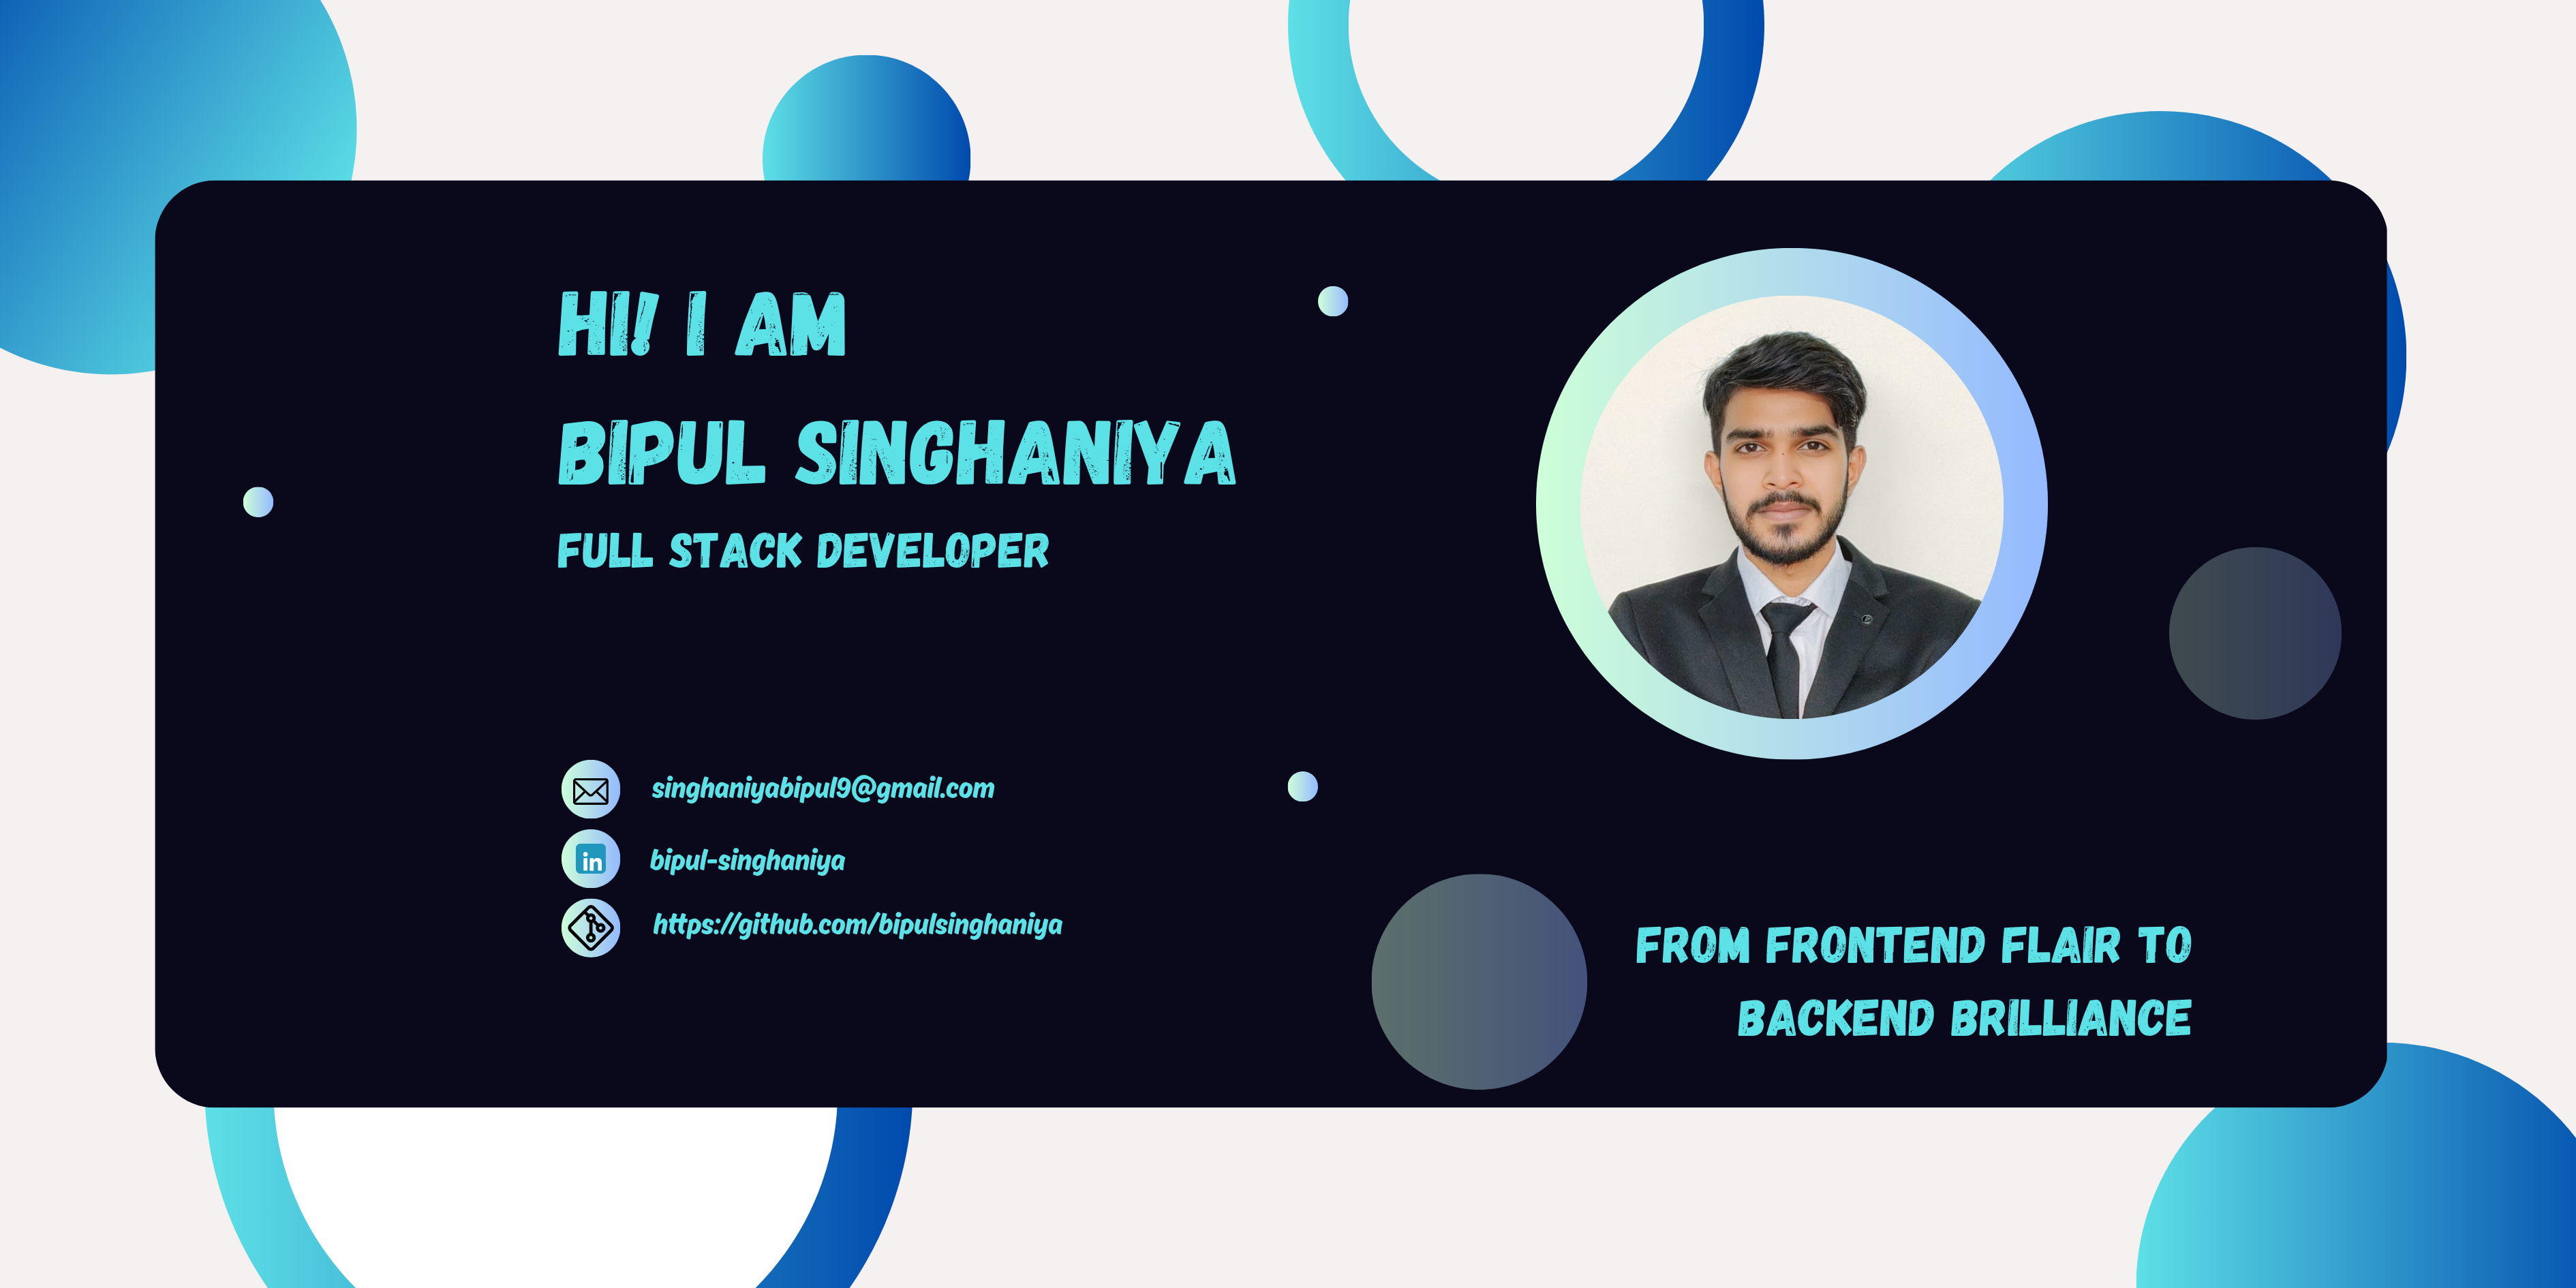 HI! I AM
BIPUL SINGHANIYA
FULL STACK DEVELOPER
singhaniyabipul9@gmail.com
in
bipul-singhaniya
https://github.com/bipulsinghaniya
FROM FRONTEND FLAIR TO
BACKEND BRILLIANCE